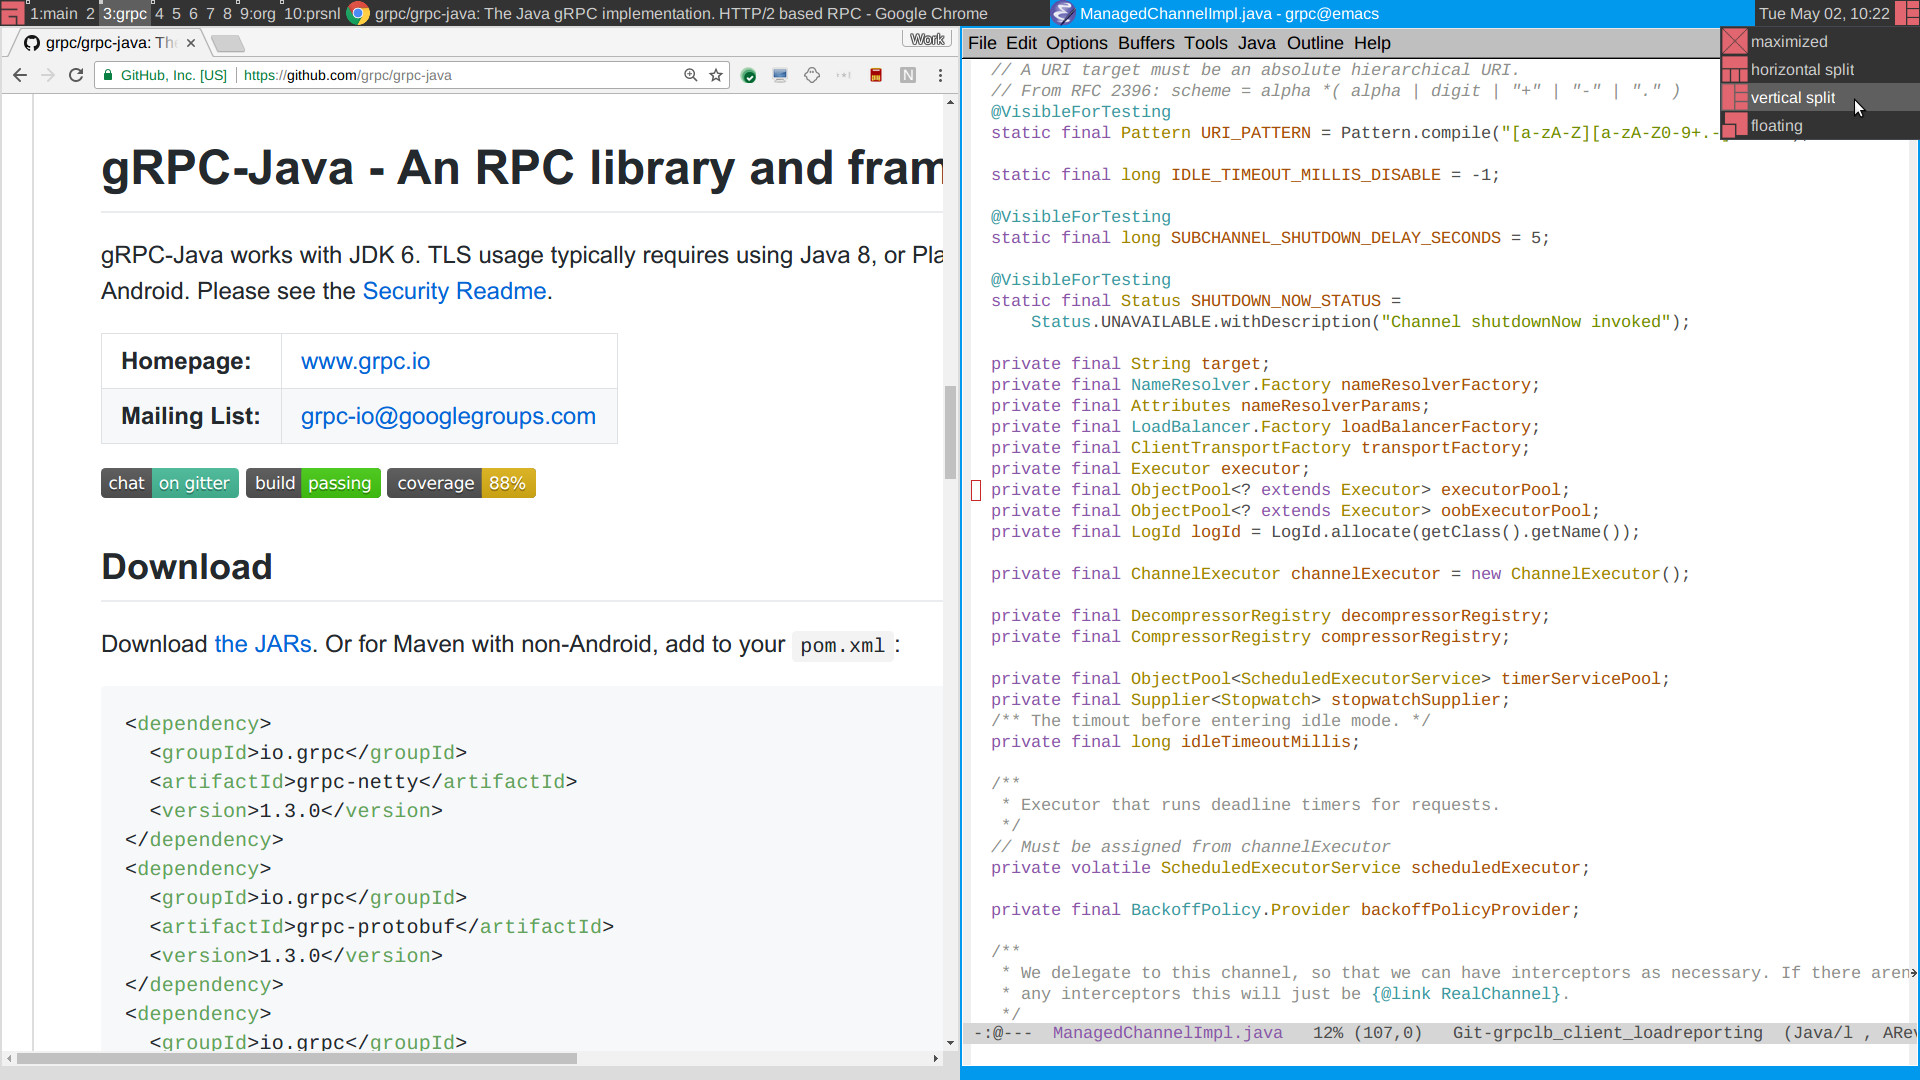 1:main 2 3:grpc 4 5 6 7 8 9:org 10:prsnl grpc/grpc-java: The Java gRPC implementation. HTTP/2 based RPC - Google Chrome
ManagedChannelImpl.java - grpc@emacs
Tue May 02, 10:22
grpc/grpc-java: The
Work
GitHub, Inc. [US] https://github.com/grpc/grpc-java
N
gRPC-Java - An RPC library and fram
gRPC-Java works with JDK 6. TLS usage typically requires using Java 8, or Pla
Android. Please see the Security Readme.
Homepage: www.grpc.io
Mailing List: grpc-io@googlegroups.com
chat on gitter build passing coverage 88%
Download
Download the JARs. Or for Maven with non-Android, add to your pom.xml :
<dependency>
<groupId>io.grpc</groupId>
<artifactId>grpc-netty</artifactId>
<version>1.3.0</version>
</dependency>
<dependency>
<groupId>io.grpc</groupId>
<artifactId>grpc-protobuf</artifactId>
<version>1.3.0</version>
</dependency>
<dependency>
<groupId>io.grpc</groupId>
File Edit Options Buffers Tools Java Outline Help
maximized
horizontal split
vertical split
floating
// A URI target must be an absolute hierarchical URI.
// From RFC 2396: scheme = alpha *( alpha | digit | "+" | "-" | "." )
@VisibleForTesting
static final Pattern URI_PATTERN = Pattern.compile("[a-zA-Z][a-zA-Z0-9+.-
static final long IDLE_TIMEOUT_MILLIS_DISABLE = -1;
@VisibleForTesting
static final long SUBCHANNEL_SHUTDOWN_DELAY_SECONDS = 5;
@VisibleForTesting
static final Status SHUTDOWN_NOW_STATUS =
Status.UNAVAILABLE.withDescription("Channel shutdownNow invoked");
private final String target;
private final NameResolver.Factory nameResolverFactory;
private final Attributes nameResolverParams;
private final LoadBalancer.Factory loadBalancerFactory;
private final ClientTransportFactory transportFactory;
private final Executor executor;
private final ObjectPool<? extends Executor> executorPool;
private final ObjectPool<? extends Executor> oobExecutorPool;
private final LogId logId = LogId.allocate(getClass().getName());
private final ChannelExecutor channelExecutor = new ChannelExecutor();
private final DecompressorRegistry decompressorRegistry;
private final CompressorRegistry compressorRegistry;
private final ObjectPool<ScheduledExecutorService> timerServicePool;
private final Supplier<Stopwatch> stopwatchSupplier;
/** The timout before entering idle mode. */
private final long idleTimeoutMillis;
/**
* Executor that runs deadline timers for requests.
*/
// Must be assigned from channelExecutor
private volatile ScheduledExecutorService scheduledExecutor;
private final BackoffPolicy.Provider backoffPolicyProvider;
/**
* We delegate to this channel, so that we can have interceptors as necessary. If there aren
* any interceptors this will just be {@link RealChannel}.
*/
-:@--- ManagedChannelImpl.java 12% (107,0) Git-grpclb_client_loadreporting (Java/l , ARev